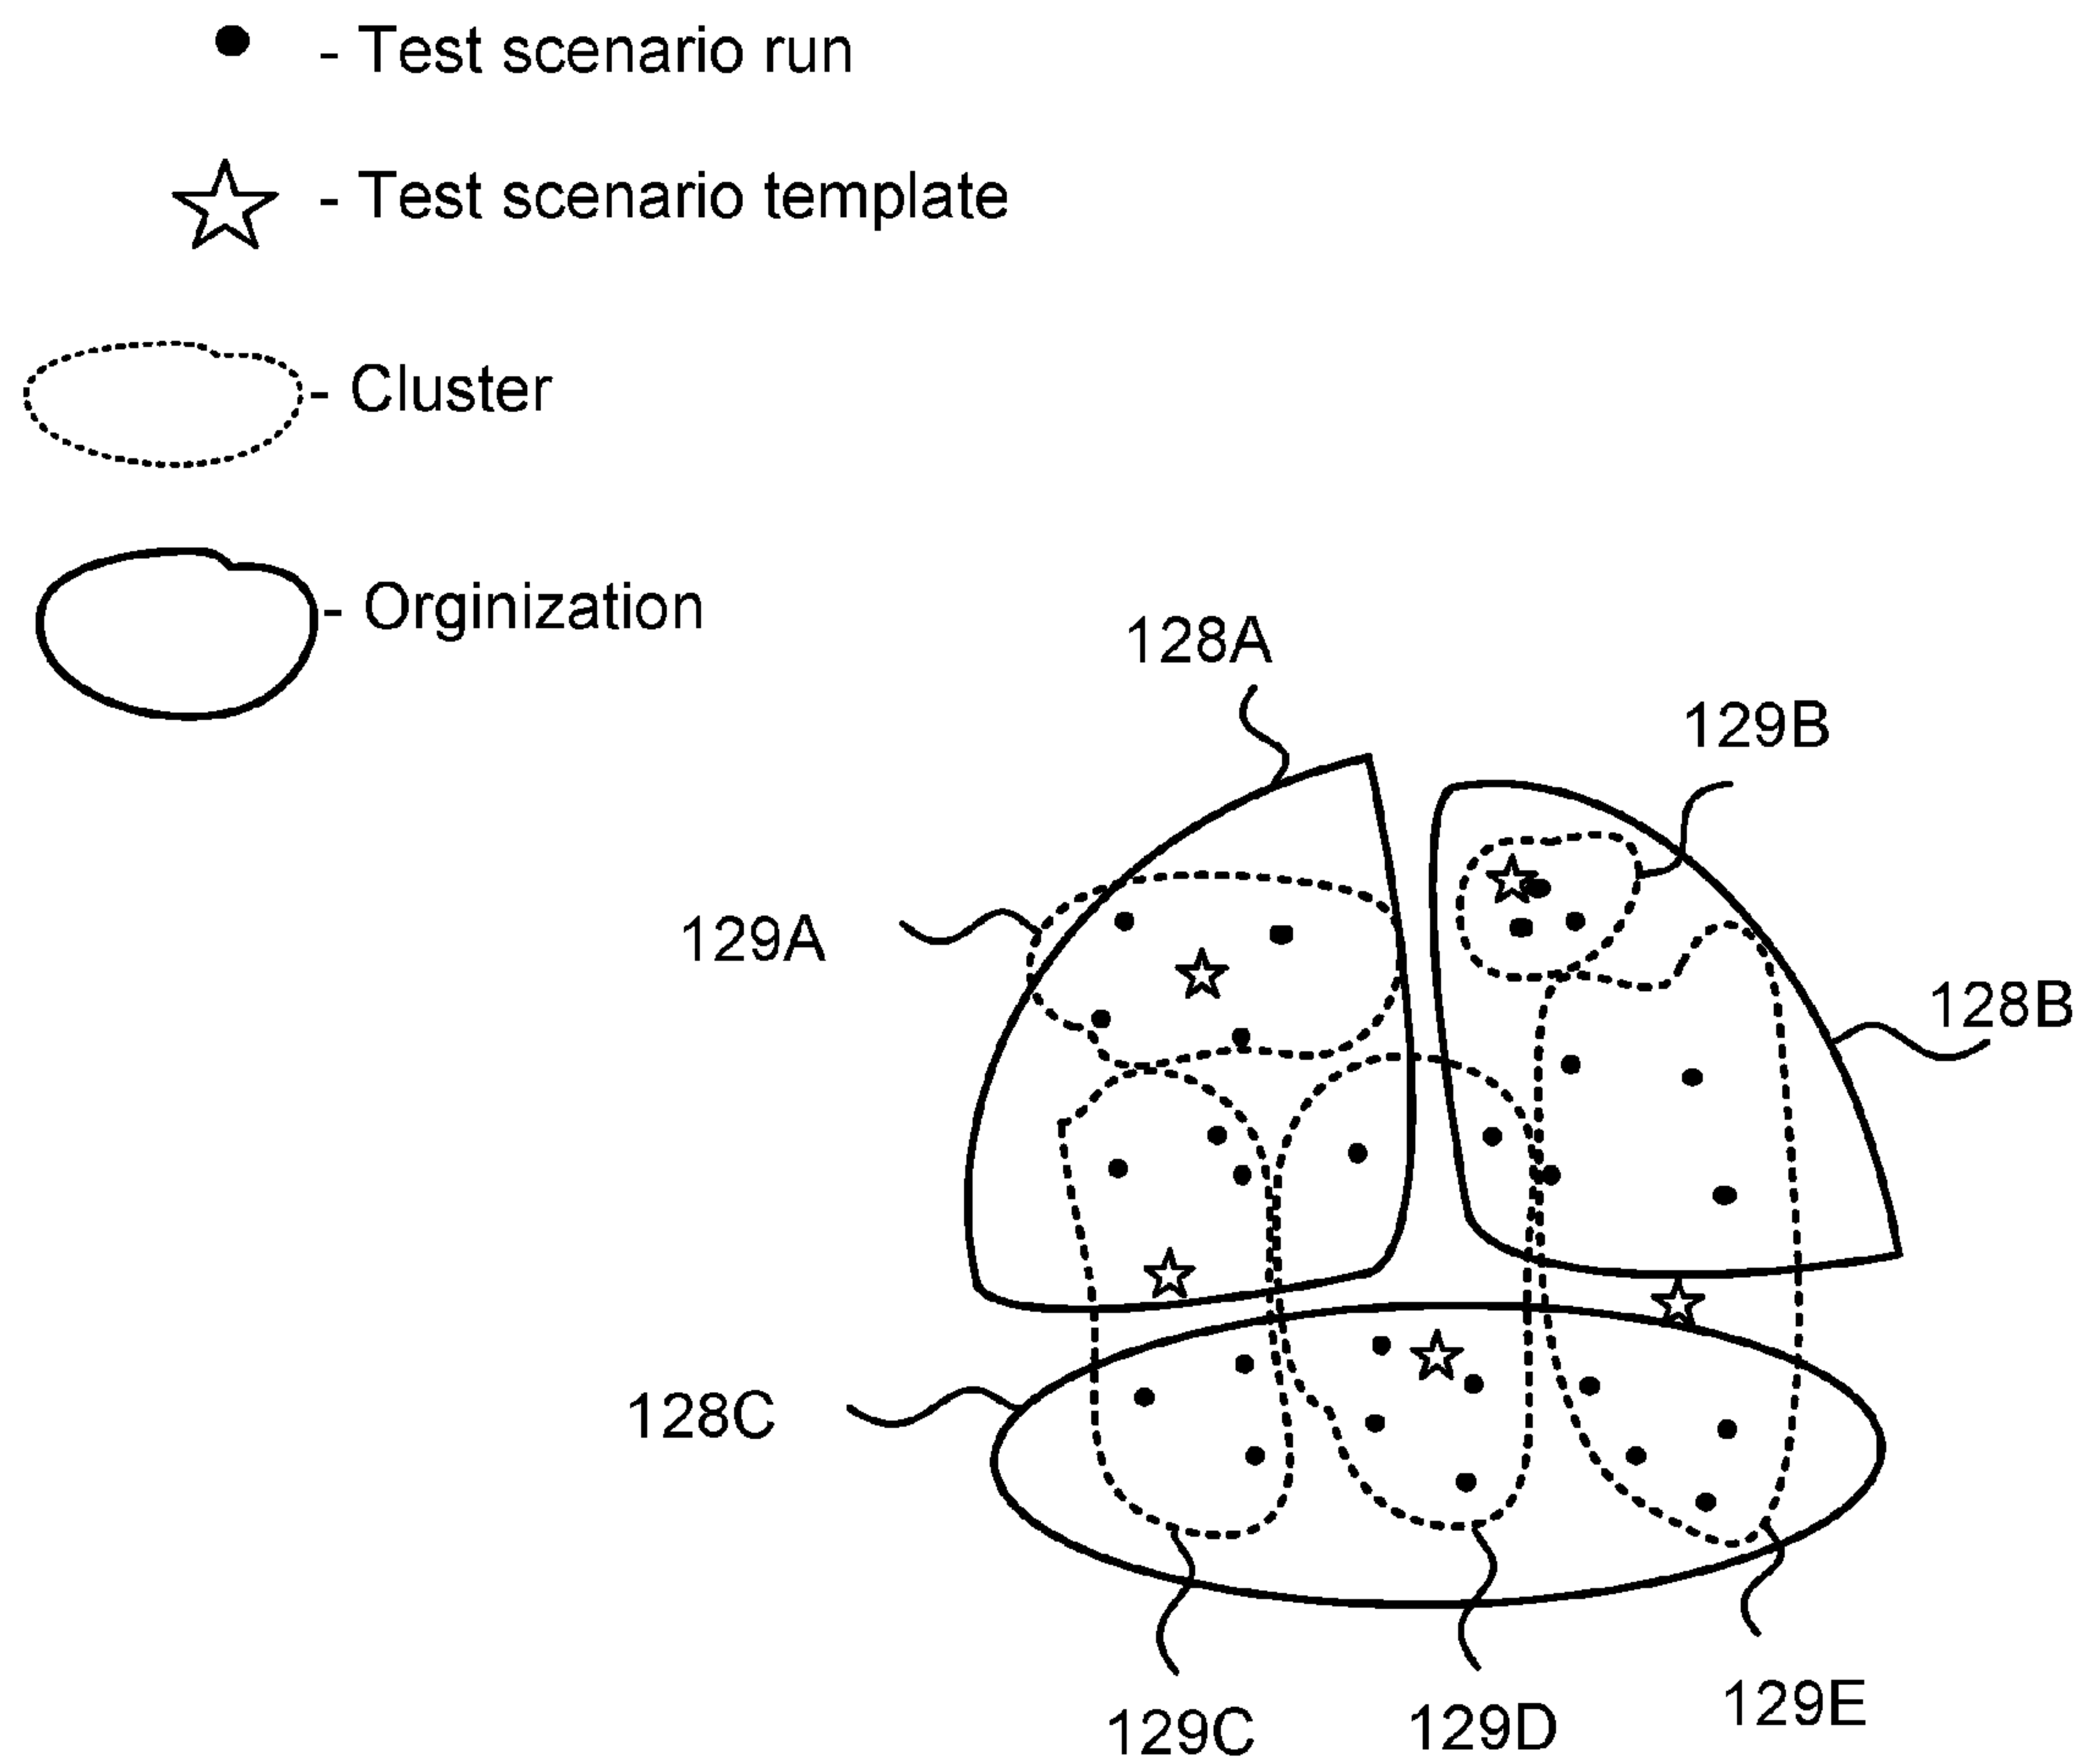 - Test scenario run
- Test scenario template
- Cluster
- Orginization
128A
129B
129A
128B
128C
129C
129D
129E